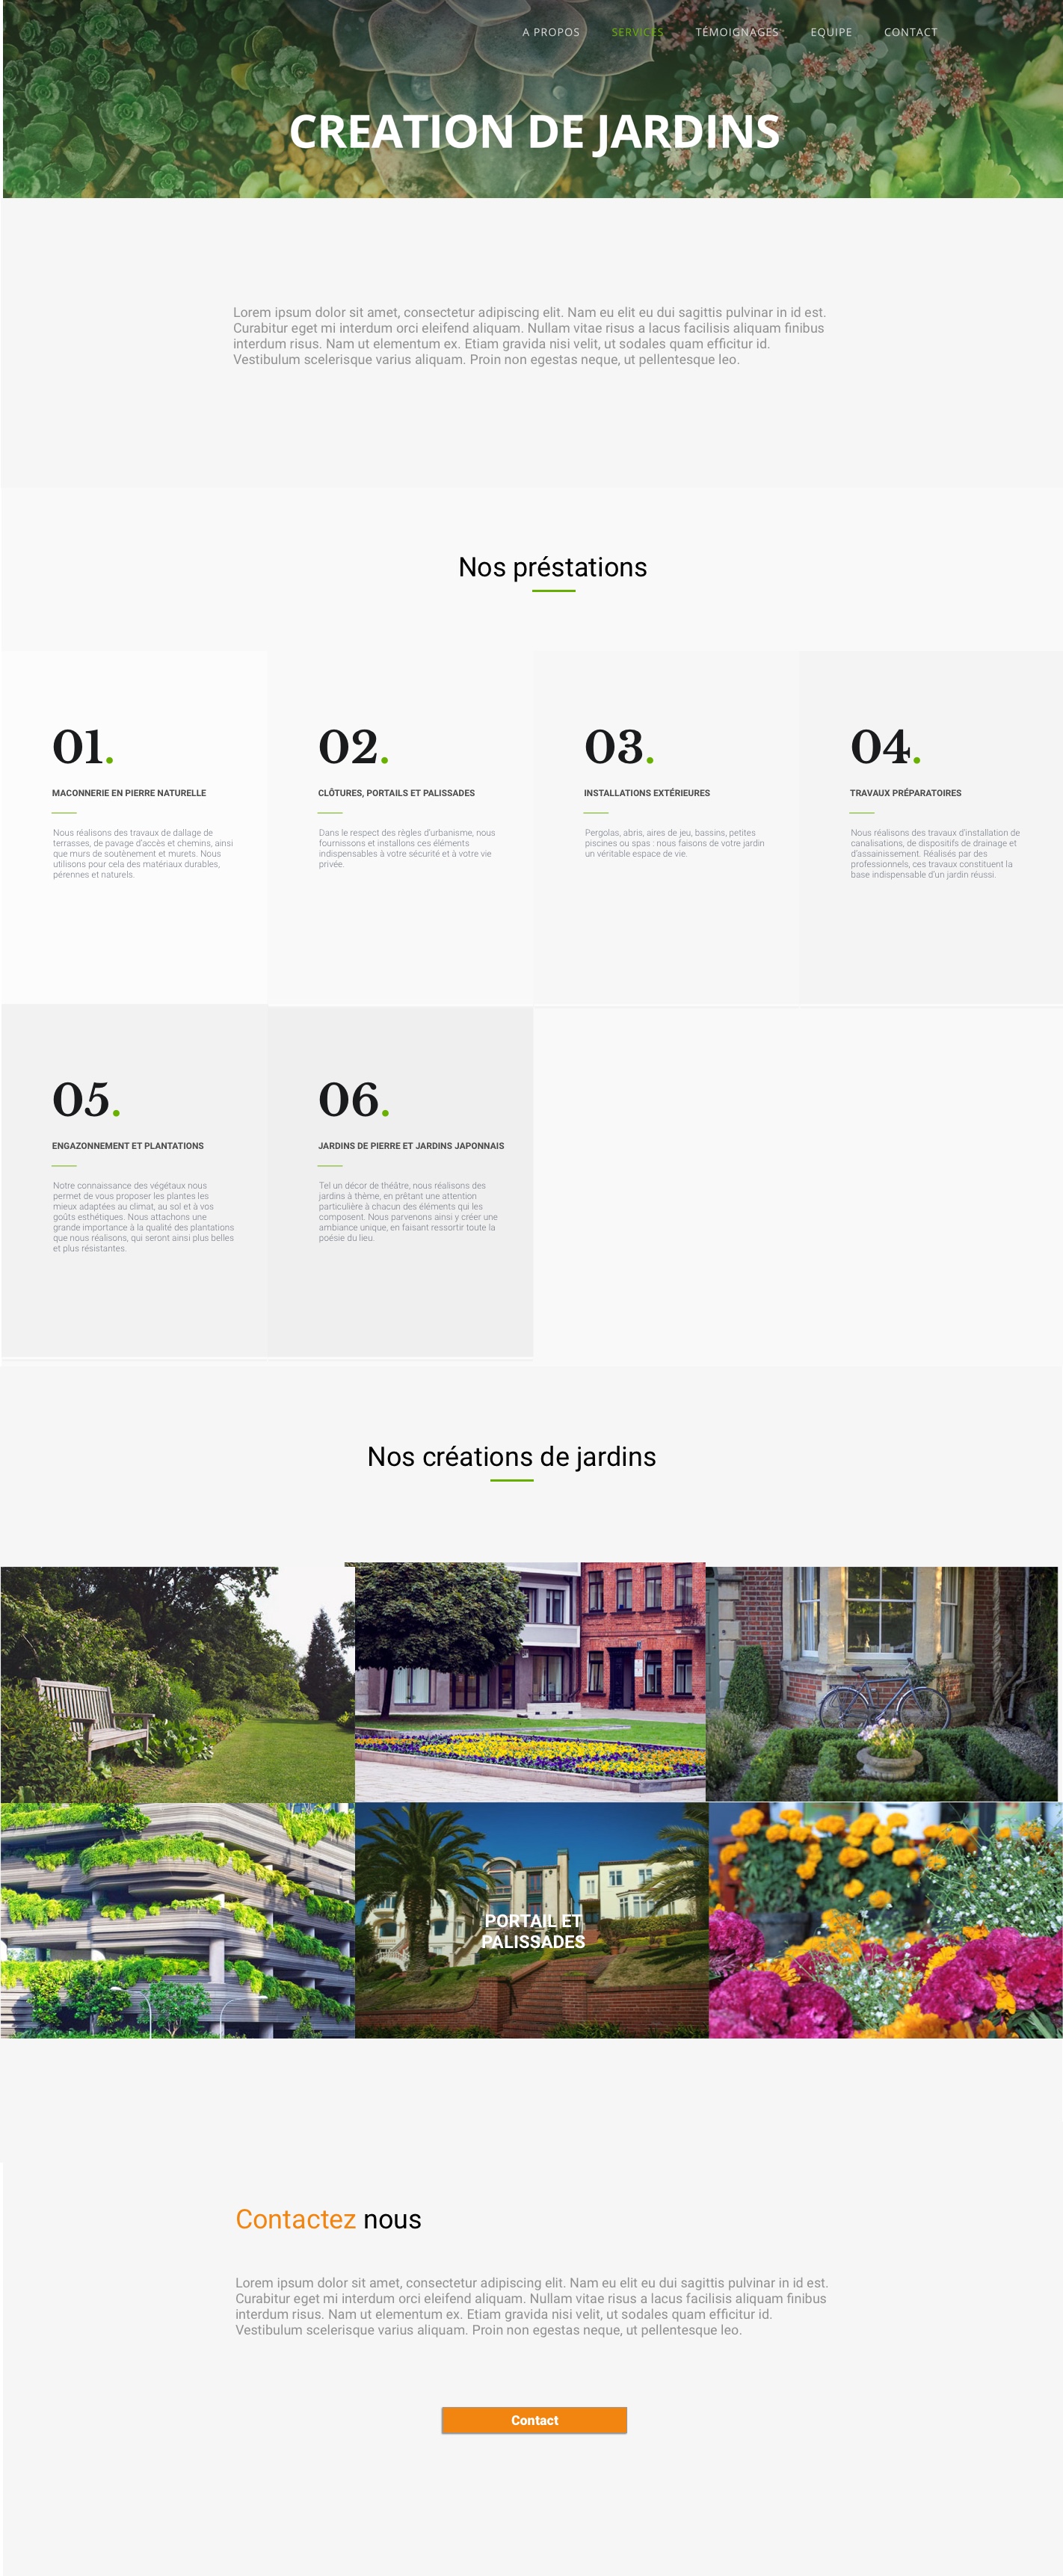 A PROPOS SERVICES TÉMOIGNAGES EQUIPE CONTACT
CREATION DE JARDINS
Lorem ipsum dolor sit amet, consectetur adipiscing elit. Nam eu elit eu dui sagittis pulvinar in id est.
Curabitur eget mi interdum orci eleifend aliquam. Nullam vitae risus a lacus facilisis aliquam finibus
interdum risus. Nam ut elementum ex. Etiam gravida nisi velit, ut sodales quam efficitur id.
Vestibulum scelerisque varius aliquam. Proin non egestas neque, ut pellentesque leo.
Nos préstations
01.
MACONNERIE EN PIERRE NATURELLE
Nous réalisons des travaux de dallage de
terrasses, de pavage d'accès et chemins, ainsi
que murs de soutènement et murets. Nous
utilisons pour cela des matériaux durables,
pérennes et naturels.
02.
CLÔTURES, PORTAILS ET PALISSADES
Dans le respect des règles d'urbanisme, nous
fournissons et installons ces éléments
indispensables à votre sécurité et à votre vie
privée.
03.
INSTALLATIONS EXTÉRIEURES
Pergolas, abris, aires de jeu, bassins, petites
piscines ou spas : nous faisons de votre jardin
un véritable espace de vie.
04.
TRAVAUX PRÉPARATOIRES
Nous réalisons des travaux d'installation de
canalisations, de dispositifs de drainage et
d'assainissement. Réalisés par des
professionnels, ces travaux constituent la
base indispensable d'un jardin réussi.
05.
ENGAZONNEMENT ET PLANTATIONS
Notre connaissance des végétaux nous
permet de vous proposer les plantes les
mieux adaptées au climat, au sol et à vos
goûts esthétiques. Nous attachons une
grande importance à la qualité des plantations
que nous réalisons, qui seront ainsi plus belles
et plus résistantes.
06.
JARDINS DE PIERRE ET JARDINS JAPONNAIS
Tel un décor de théâtre, nous réalisons des
jardins à thème, en prêtant une attention
particulière à chacun des éléments qui les
composent. Nous parvenons ainsi y créer une
ambiance unique, en faisant ressortir toute la
poésie du lieu.
Nos créations de jardins
PORTAIL ET
PALISSADES
Contactez nous
Lorem ipsum dolor sit amet, consectetur adipiscing elit. Nam eu elit eu dui sagittis pulvinar in id est.
Curabitur eget mi interdum orci eleifend aliquam. Nullam vitae risus a lacus facilisis aliquam finibus
interdum risus. Nam ut elementum ex. Etiam gravida nisi velit, ut sodales quam efficitur id.
Vestibulum scelerisque varius aliquam. Proin non egestas neque, ut pellentesque leo.
Contact